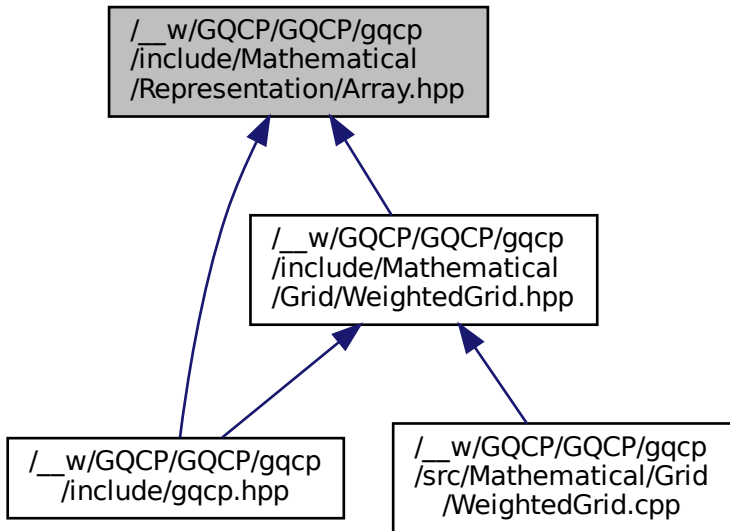 /__w/GQCP/GQCP/gqcp
/include/Mathematical
/Representation/Array.hpp
/__w/GQCP/GQCP/gqcp
/include/Mathematical
/Grid/WeightedGrid.hpp
/__w/GQCP/GQCP/gqcp
/include/gqcp.hpp
/__w/GQCP/GQCP/gqcp
/src/Mathematical/Grid
/WeightedGrid.cpp